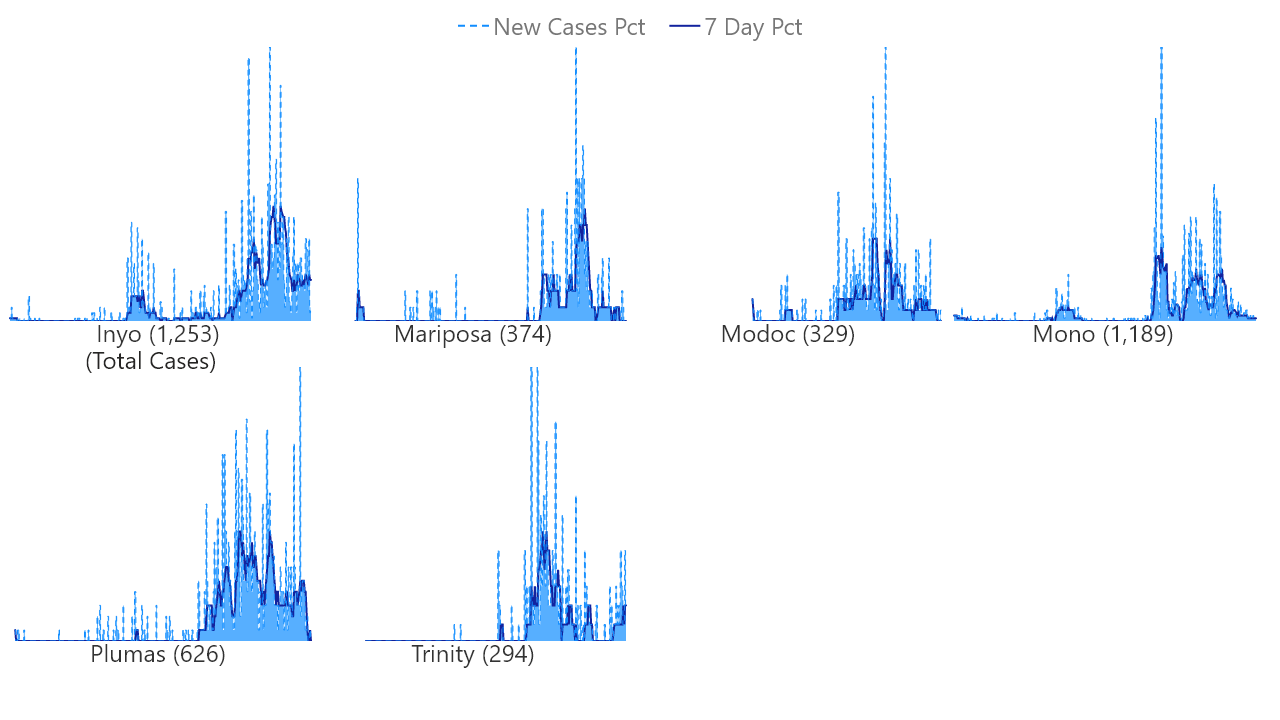 New Cases Pct 7 Day Pct
Inyo (1,253)
(Total Cases)
Mariposa (374)
Modoc (329)
Mono (1,189)
Plumas (626)
Trinity (294)